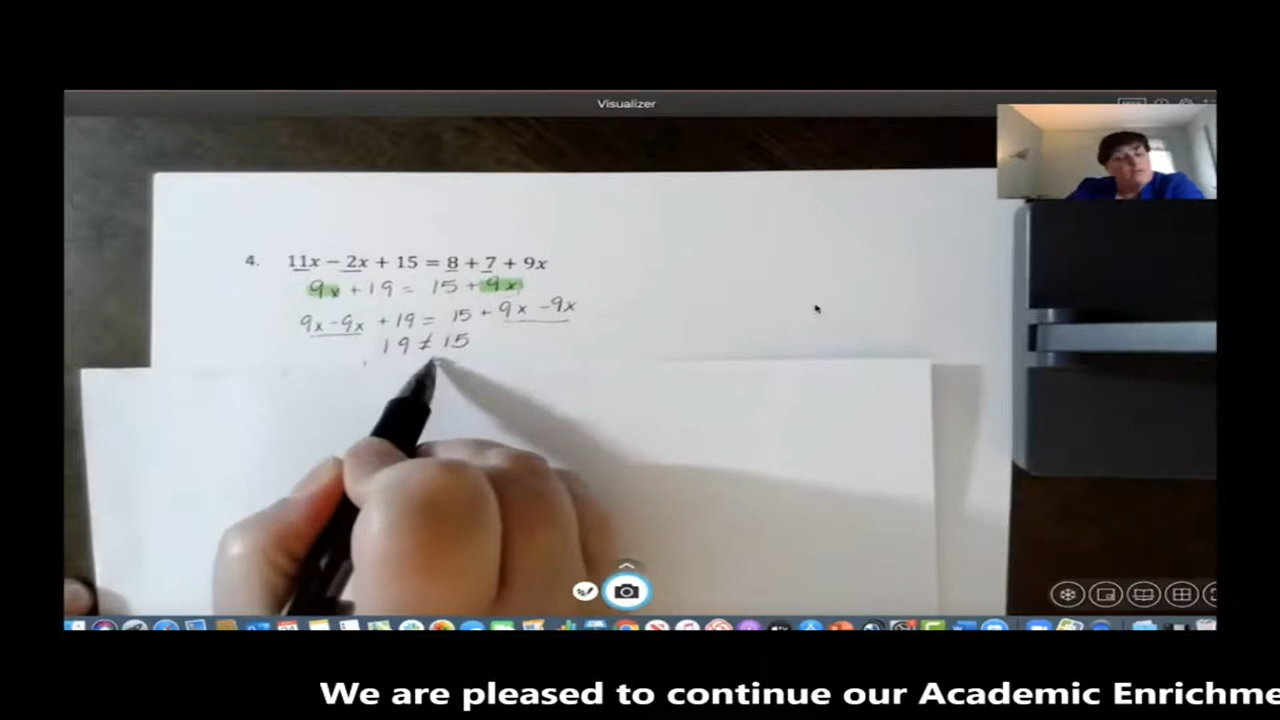 Visualizer
4. 11x − 2x + 15 = 8 + 7 + 9x
9x + 19 = 15 + 9x
9x - 9x + 19 = 15 + 9x - 9x
19 ≠ 15
We are pleased to continue our Academic Enrichme